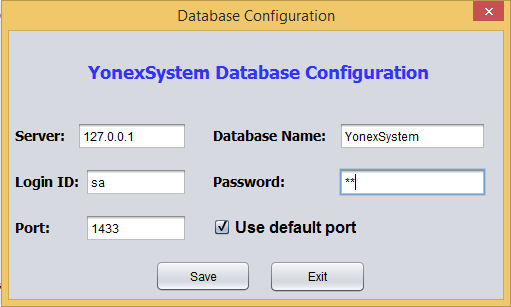 Database Configuration
YonexSystem Database Configuration
Server: 127.0.0.1 Database Name: YonexSystem
Login ID: sa Password: **
Port: 1433 Use default port
Save Exit